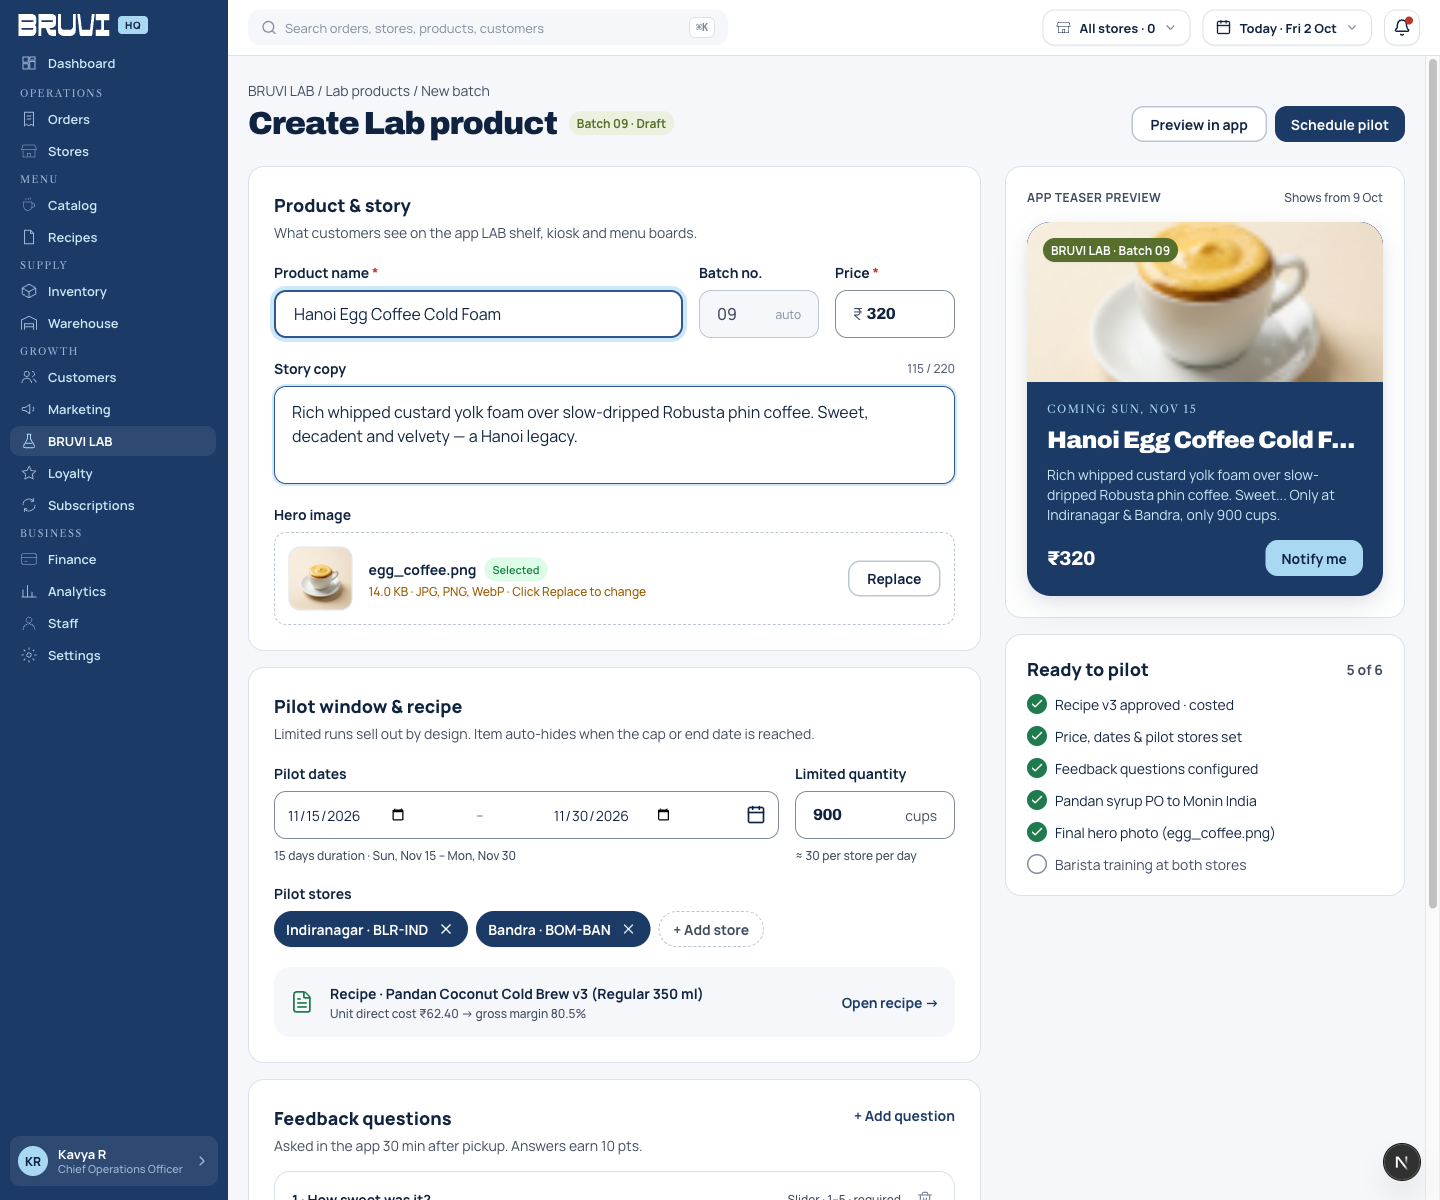 BRUVI HQ
Search orders, stores, products, customers
⌘K
All stores · 0
Today · Fri 2 Oct
Dashboard
OPERATIONS
Orders
Stores
MENU
Catalog
Recipes
SUPPLY
Inventory
Warehouse
GROWTH
Customers
Marketing
BRUVI LAB
Loyalty
Subscriptions
BUSINESS
Finance
Analytics
Staff
Settings
KR
Kavya R
Chief Operations Officer
BRUVI LAB / Lab products / New batch
Create Lab product
Batch 09 · Draft
Preview in app
Schedule pilot
Product & story
What customers see on the app LAB shelf, kiosk and menu boards.
Product name *
Batch no.
Price *
Hanoi Egg Coffee Cold Foam
09
auto
₹ 320
Story copy
115 / 220
Rich whipped custard yolk foam over slow-dripped Robusta phin coffee. Sweet,
decadent and velvety — a Hanoi legacy.
Hero image
egg_coffee.png
Selected
14.0 KB · JPG, PNG, WebP · Click Replace to change
Replace
Pilot window & recipe
Limited runs sell out by design. Item auto-hides when the cap or end date is reached.
Pilot dates
Limited quantity
11/15/2026
–
11/30/2026
900
cups
15 days duration · Sun, Nov 15 – Mon, Nov 30
≈ 30 per store per day
Pilot stores
Indiranagar · BLR-IND
Bandra · BOM-BAN
+ Add store
Recipe · Pandan Coconut Cold Brew v3 (Regular 350 ml)
Unit direct cost ₹62.40 → gross margin 80.5%
Open recipe →
Feedback questions
+ Add question
Asked in the app 30 min after pickup. Answers earn 10 pts.
1 · How sweet was it?
Slider · 1–5 · required
APP TEASER PREVIEW
Shows from 9 Oct
BRUVI LAB · Batch 09
COMING SUN, NOV 15
Hanoi Egg Coffee Cold F...
Rich whipped custard yolk foam over slow-
dripped Robusta phin coffee. Sweet... Only at
Indiranagar & Bandra, only 900 cups.
₹320
Notify me
Ready to pilot
5 of 6
Recipe v3 approved · costed
Price, dates & pilot stores set
Feedback questions configured
Pandan syrup PO to Monin India
Final hero photo (egg_coffee.png)
Barista training at both stores
N